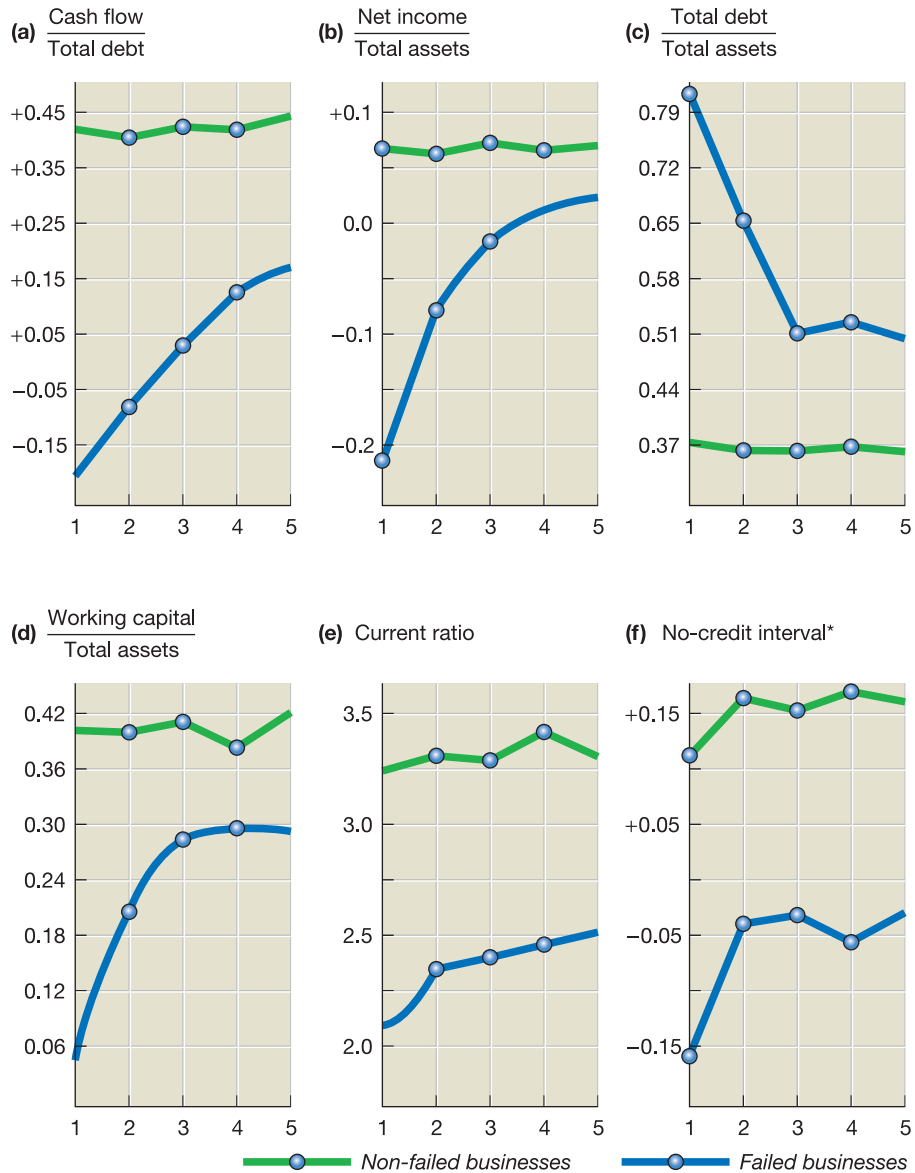 (a) Cash flow
Total debt
(b) Net income
Total assets
(c) Total debt
Total assets
+0.45
+0.35
+0.25
+0.15
+0.05
−0.05
−0.15
1 2 3 4 5
+0.1
0.0
−0.1
−0.2
1 2 3 4 5
0.79
0.72
0.65
0.58
0.51
0.44
0.37
1 2 3 4 5
(d) Working capital
Total assets
(e) Current ratio
(f) No-credit interval*
0.42
0.36
0.30
0.24
0.18
0.12
0.06
1 2 3 4 5
3.5
3.0
2.5
2.0
1 2 3 4 5
+0.15
+0.05
−0.05
−0.15
1 2 3 4 5
Non-failed businesses
Failed businesses